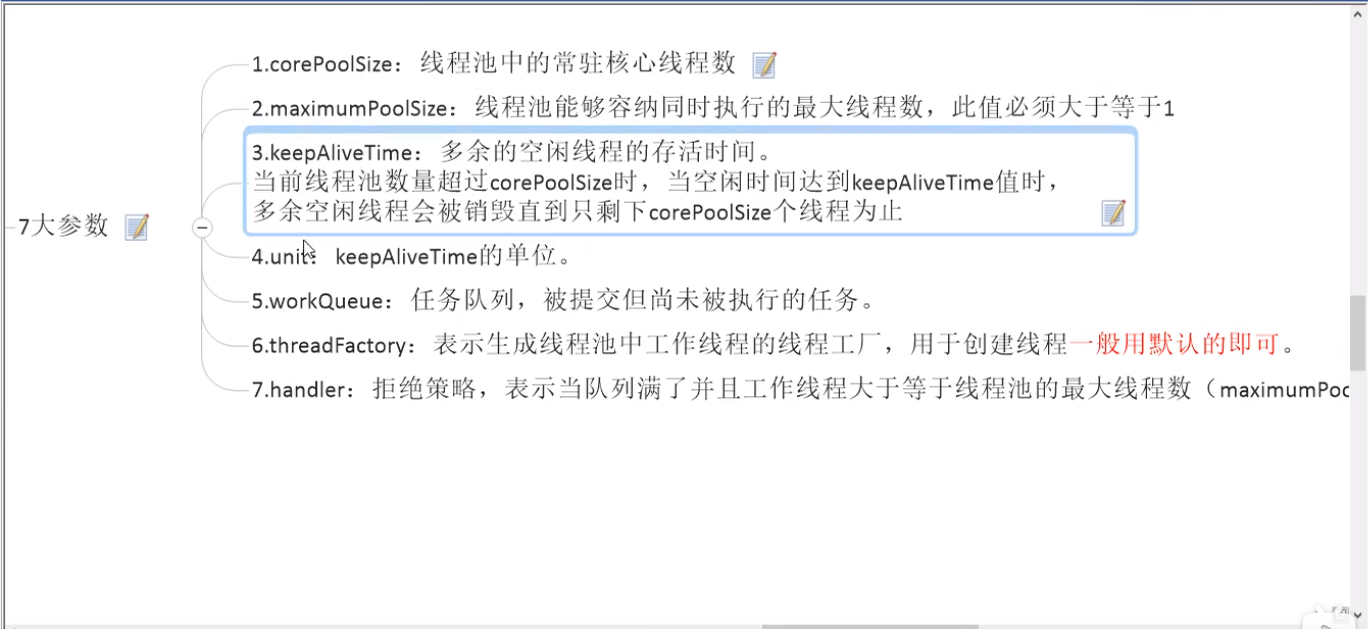 7大参数
1.corePoolSize：线程池中的常驻核心线程数
2.maximumPoolSize：线程池能够容纳同时执行的最大线程数，此值必须大于等于1
3.keepAliveTime：多余的空闲线程的存活时间。
当前线程池数量超过corePoolSize时，当空闲时间达到keepAliveTime值时，
多余空闲线程会被销毁直到只剩下corePoolSize个线程为止
4.unit：keepAliveTime的单位。
5.workQueue：任务队列，被提交但尚未被执行的任务。
6.threadFactory：表示生成线程池中工作线程的线程工厂，用于创建线程一般用默认的即可。
7.handler：拒绝策略，表示当队列满了并且工作线程大于等于线程池的最大线程数（maximumPoo